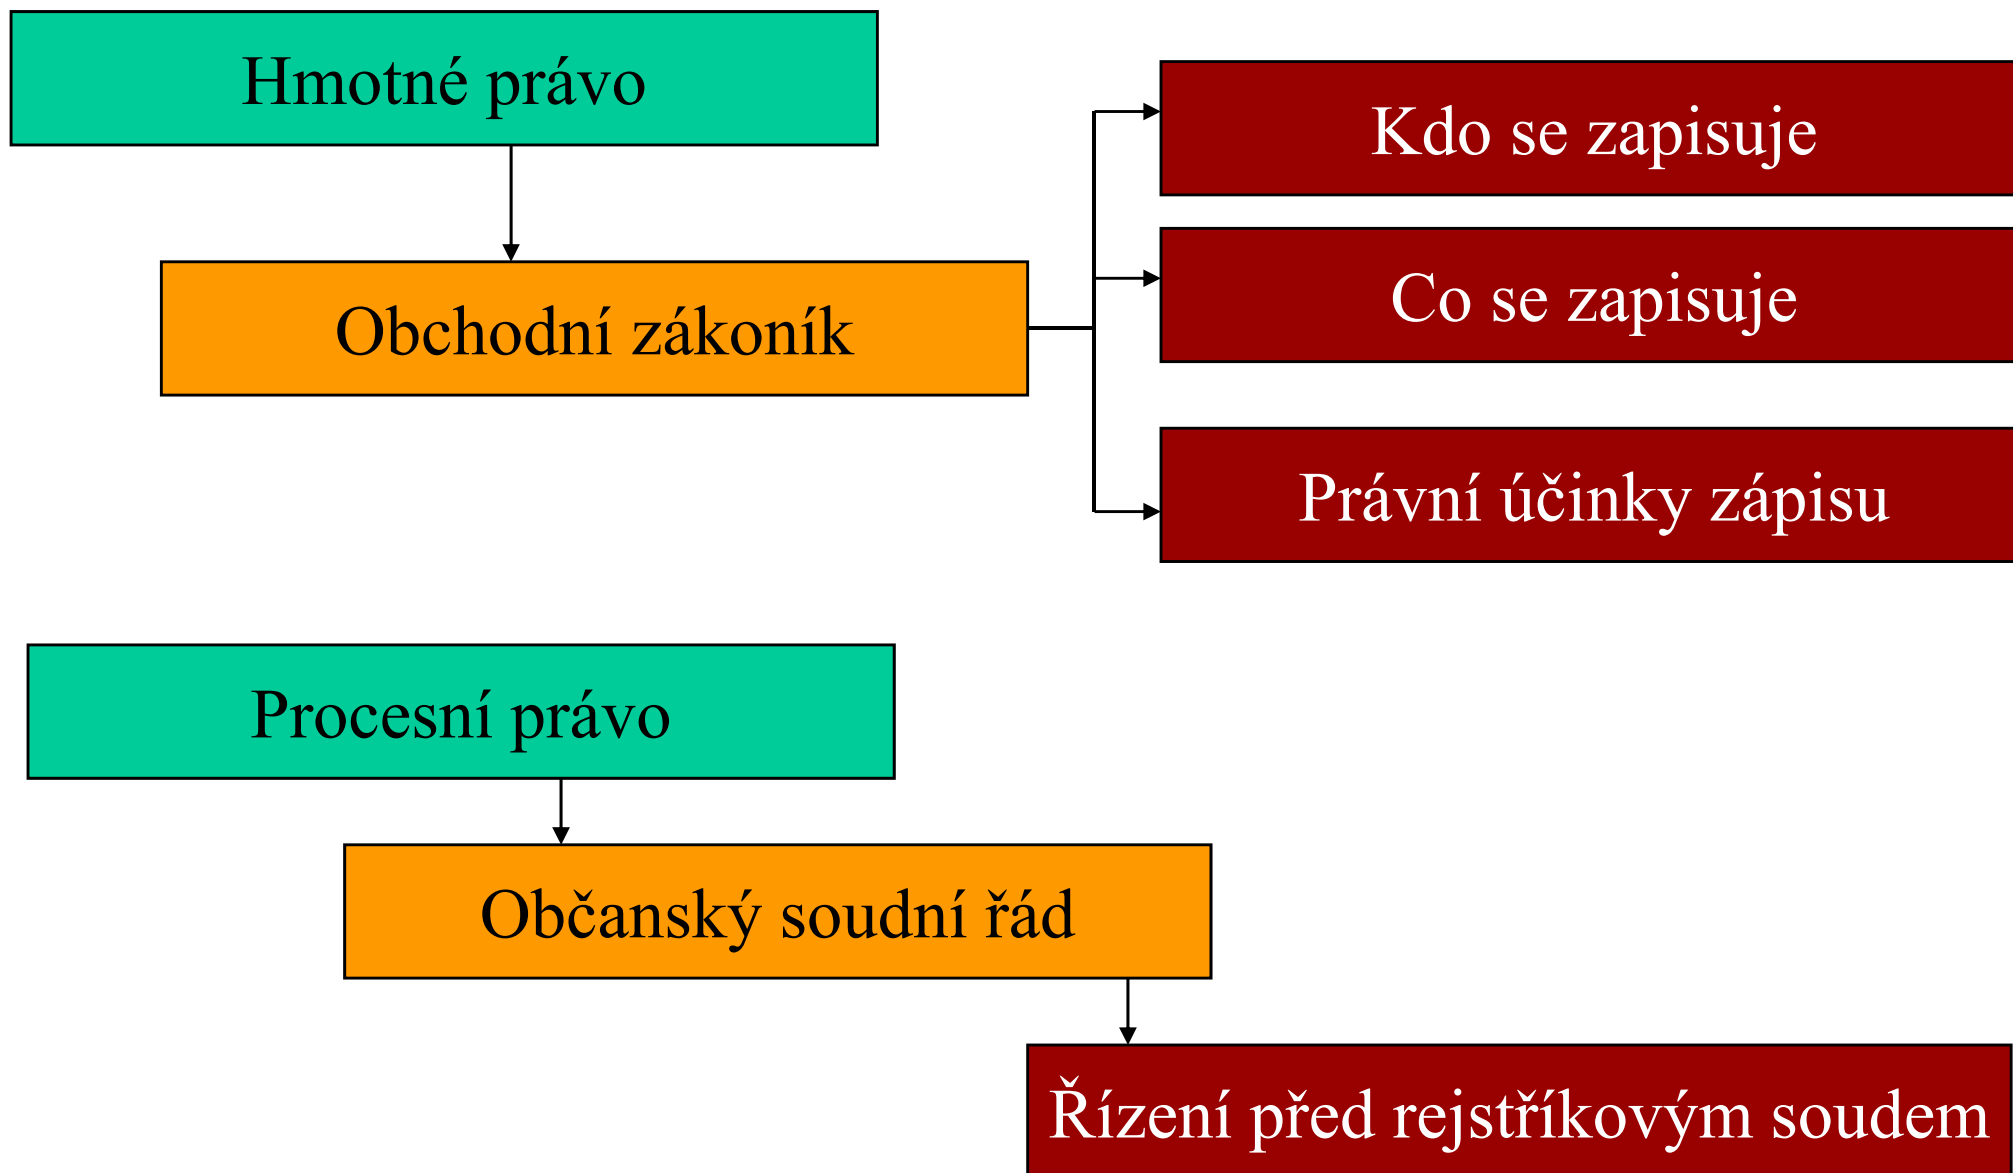 Hmotné právo
Kdo se zapisuje
Co se zapisuje
Obchodní zákoník
Právní účinky zápisu
Procesní právo
Občanský soudní řád
Řízení před rejstříkovým soudem